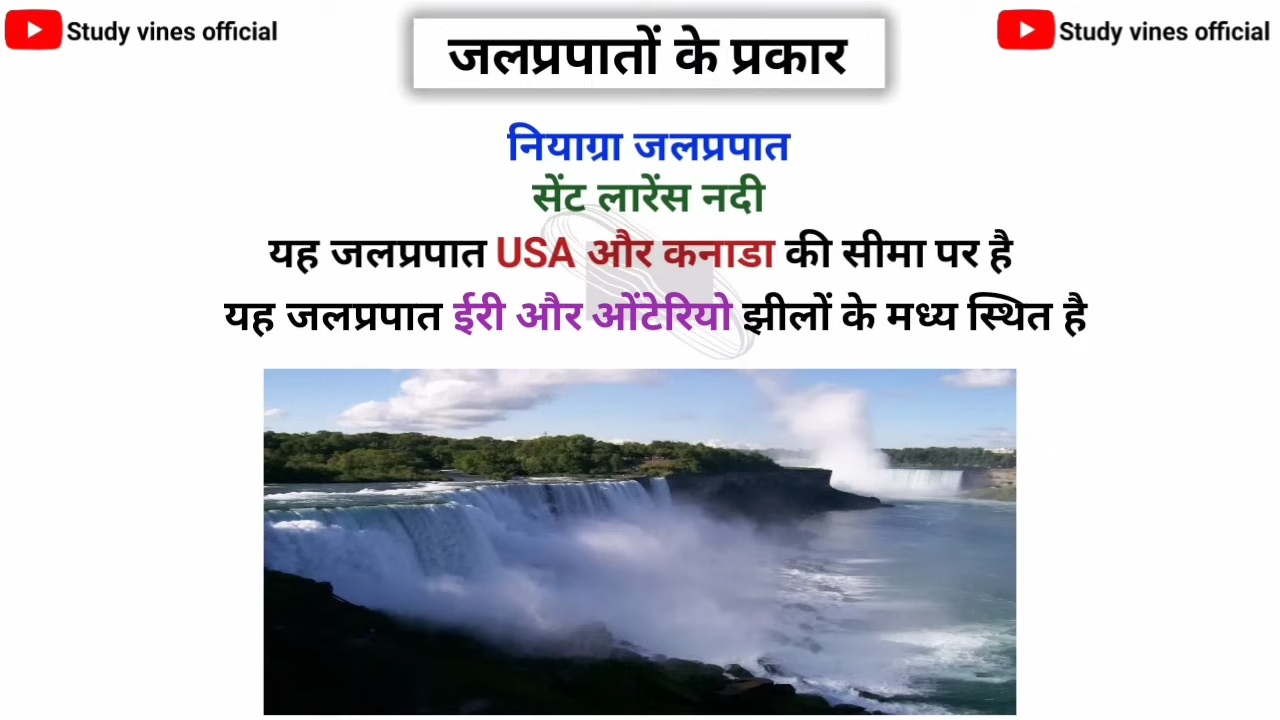 Study vines official
Study vines official
जलप्रपातों के प्रकार
नियाग्रा जलप्रपात
सेंट लारेंस नदी
यह जलप्रपात USA और कनाडा की सीमा पर है
यह जलप्रपात ईरी और ओंटेरियो झीलों के मध्य स्थित है